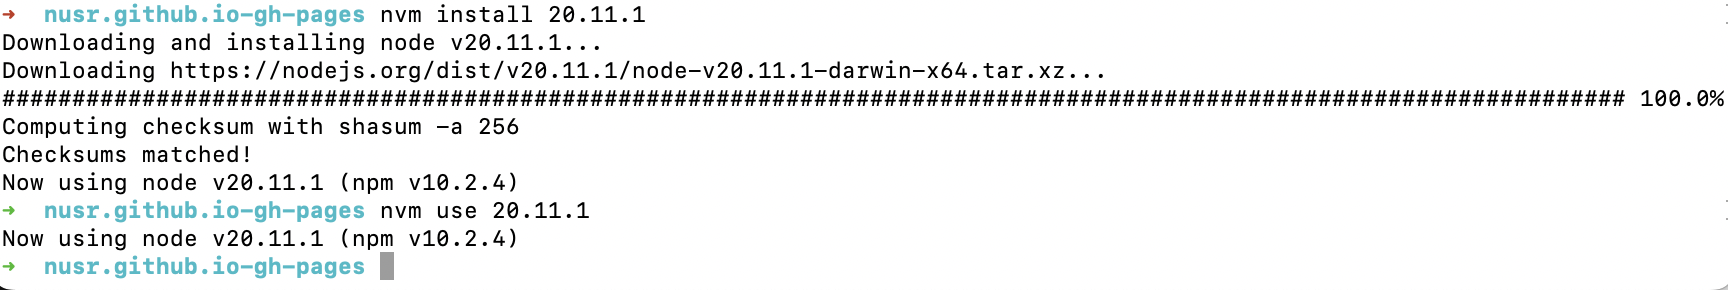 ➜  nusr.github.io-gh-pages nvm install 20.11.1
Downloading and installing node v20.11.1...
Downloading https://nodejs.org/dist/v20.11.1/node-v20.11.1-darwin-x64.tar.xz...
#################################################################################################################### 100.0%
Computing checksum with shasum -a 256
Checksums matched!
Now using node v20.11.1 (npm v10.2.4)
➜  nusr.github.io-gh-pages nvm use 20.11.1
Now using node v20.11.1 (npm v10.2.4)
➜  nusr.github.io-gh-pages